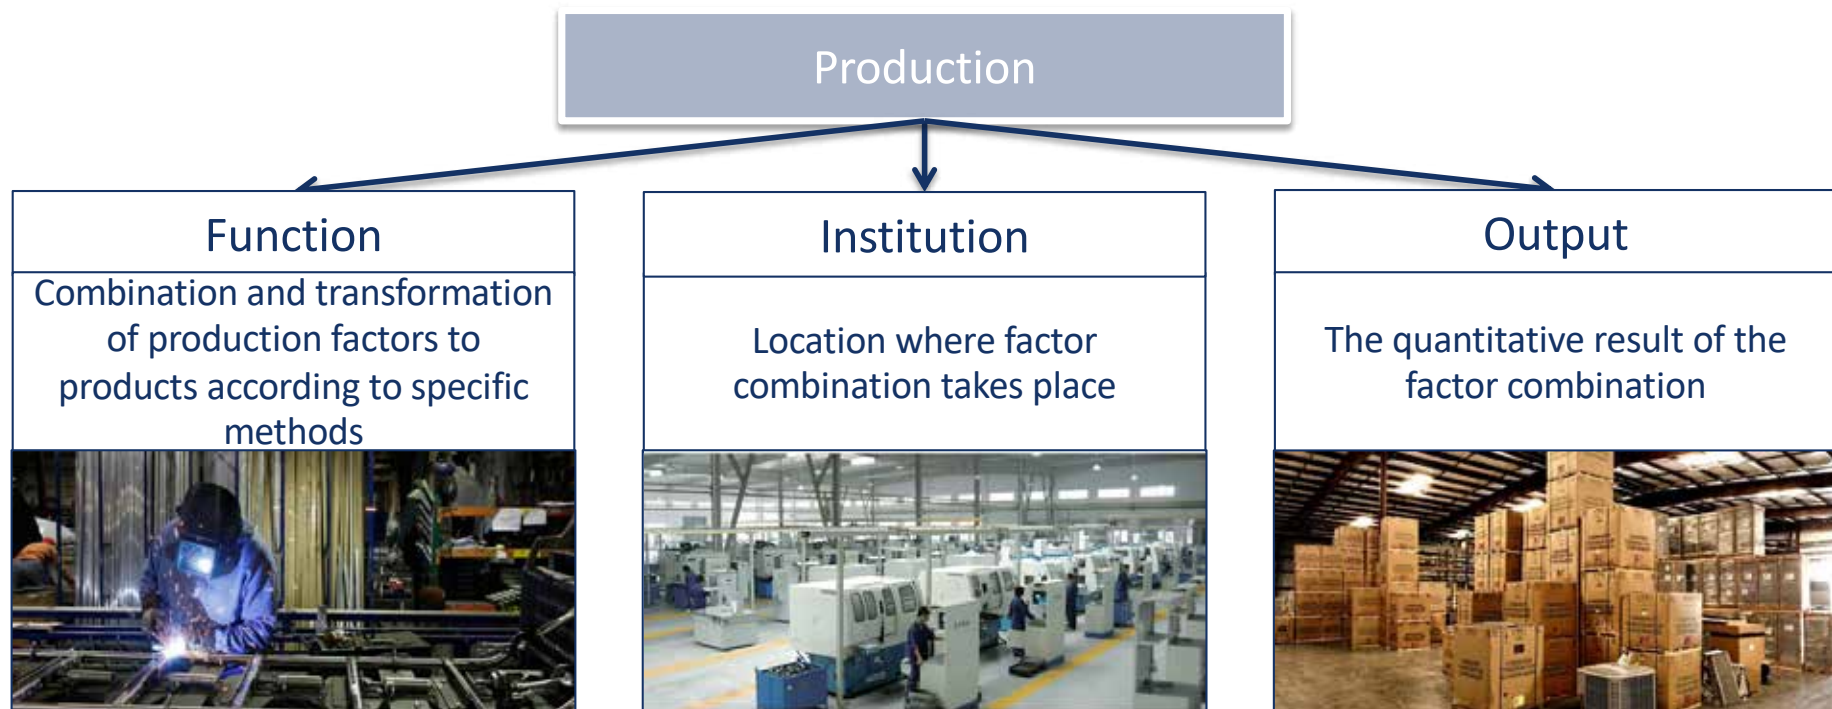 Production
Function
Combination and transformation
of production factors to
products according to specific
methods
Institution
Location where factor
combination takes place
Output
The quantitative result of the
factor combination